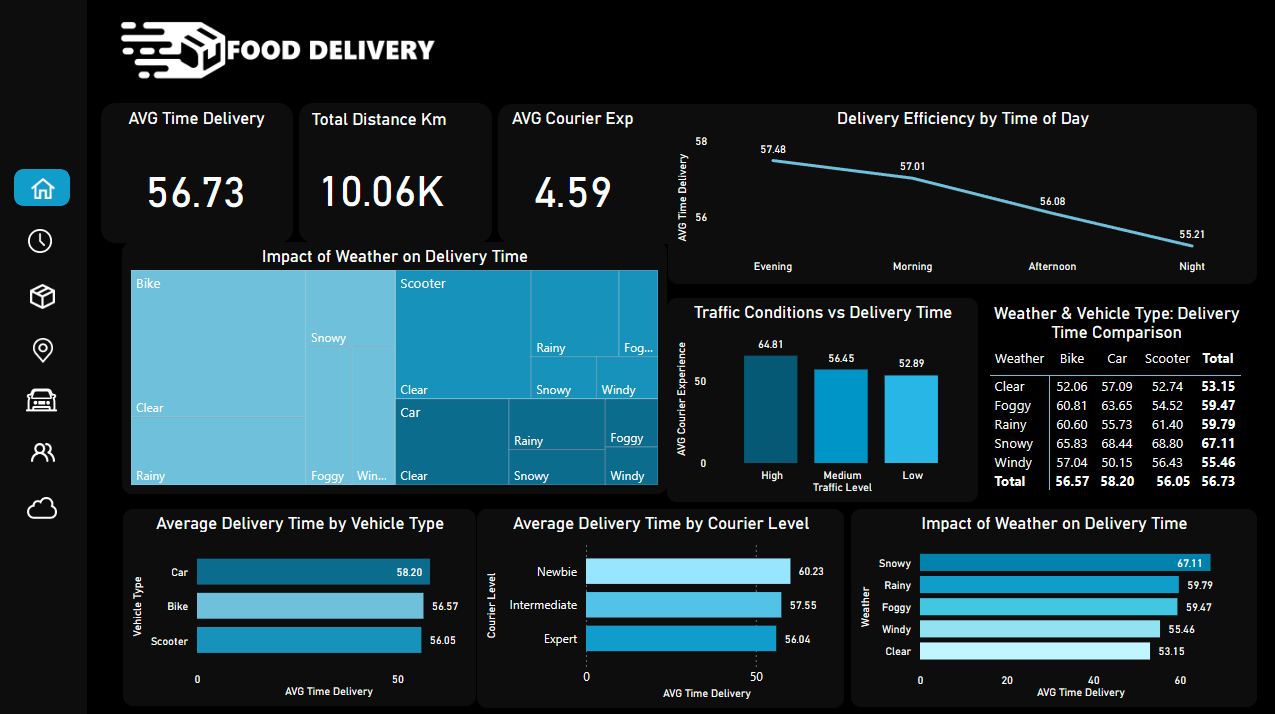 FOOD DELIVERY
AVG Time Delivery
56.73
Total Distance Km
10.06K
AVG Courier Exp
4.59
Delivery Efficiency by Time of Day
AVG Time Delivery
58
56
57.48
57.01
56.08
55.21
Evening Morning Afternoon Night
Impact of Weather on Delivery Time
Bike
Clear
Rainy
Snowy
Foggy
Win...
Scooter
Clear
Rainy
Fog...
Snowy
Windy
Car
Clear
Rainy
Foggy
Snowy
Windy
Traffic Conditions vs Delivery Time
AVG Courier Experience
50
0
64.81
56.45
52.89
High Medium Low
Traffic Level
Weather & Vehicle Type: Delivery
Time Comparison
Weather Bike Car Scooter Total
Clear 52.06 57.09 52.74 53.15
Foggy 60.81 63.65 54.52 59.47
Rainy 60.60 55.73 61.40 59.79
Snowy 65.83 68.44 68.80 67.11
Windy 57.04 50.15 56.43 55.46
Total 56.57 58.20 56.05 56.73
Average Delivery Time by Vehicle Type
Vehicle Type
Car 58.20
Bike 56.57
Scooter 56.05
0 50
AVG Time Delivery
Average Delivery Time by Courier Level
Courier Level
Newbie 60.23
Intermediate 57.55
Expert 56.04
0 50
AVG Time Delivery
Impact of Weather on Delivery Time
Weather
Snowy 67.11
Rainy 59.79
Foggy 59.47
Windy 55.46
Clear 53.15
0 20 40 60
AVG Time Delivery